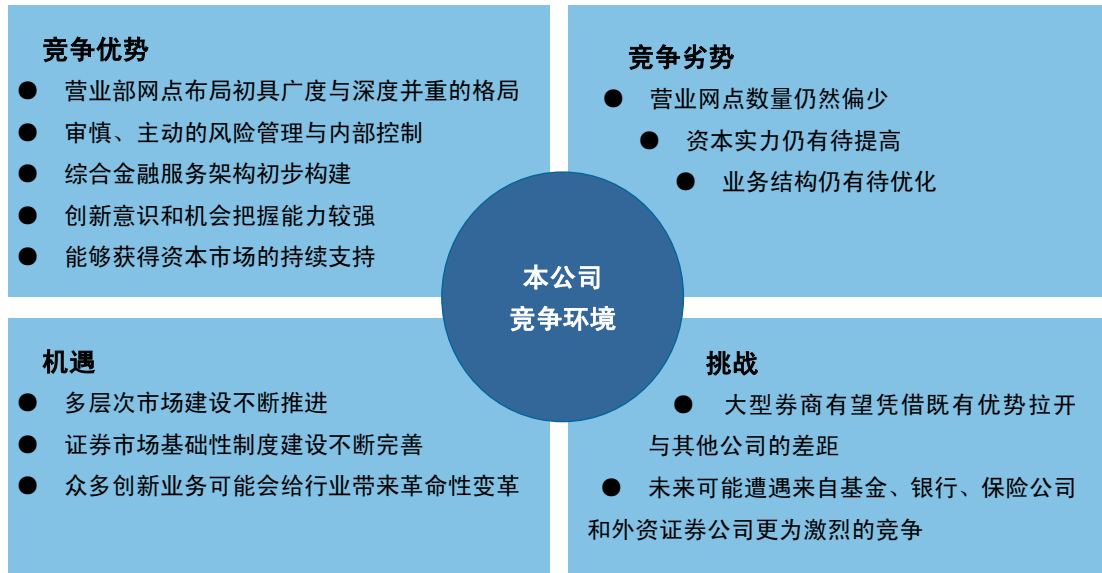 竞争优势
● 营业部网点布局初具广度与深度并重的格局
● 审慎、主动的风险管理与内部控制
● 综合金融服务架构初步构建
● 创新意识和机会把握能力较强
● 能够获得资本市场的持续支持
竞争劣势
● 营业网点数量仍然偏少
● 资本实力仍有待提高
● 业务结构仍有待优化
本公司
竞争环境
机遇
● 多层次市场建设不断推进
● 证券市场基础性制度建设不断完善
● 众多创新业务可能会给行业带来革命性变革
挑战
● 大型券商有望凭借既有优势拉开
与其他公司的差距
● 未来可能遭遇来自基金、银行、保险公司
和外资证券公司更为激烈的竞争